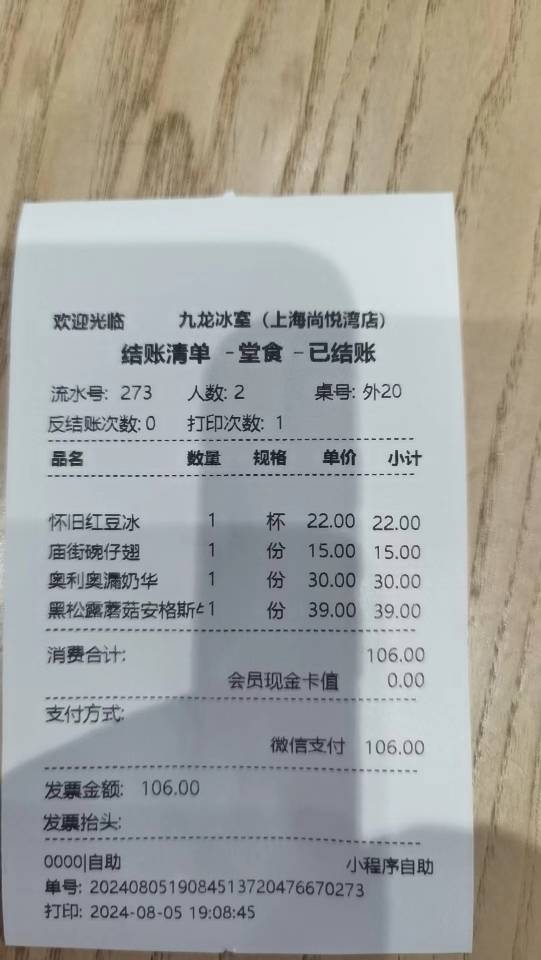 欢迎光临 九龙冰室（上海尚悦湾店）
结账清单 - 堂食 - 已结账
流水号: 273 人数: 2 桌号: 外20
反结账次数: 0 打印次数: 1
品名 数量 规格 单价 小计
怀旧红豆冰 1 杯 22.00 22.00
庙街碗仔翅 1 份 15.00 15.00
奥利奥漏奶华 1 份 30.00 30.00
黑松露蘑菇安格斯 1 份 39.00 39.00
消费合计: 106.00
会员现金卡值 0.00
支付方式:
微信支付 106.00
发票金额: 106.00
发票抬头:
0000|自助 小程序自助
单号: 2024080519084513720476670273
打印: 2024-08-05 19:08:45